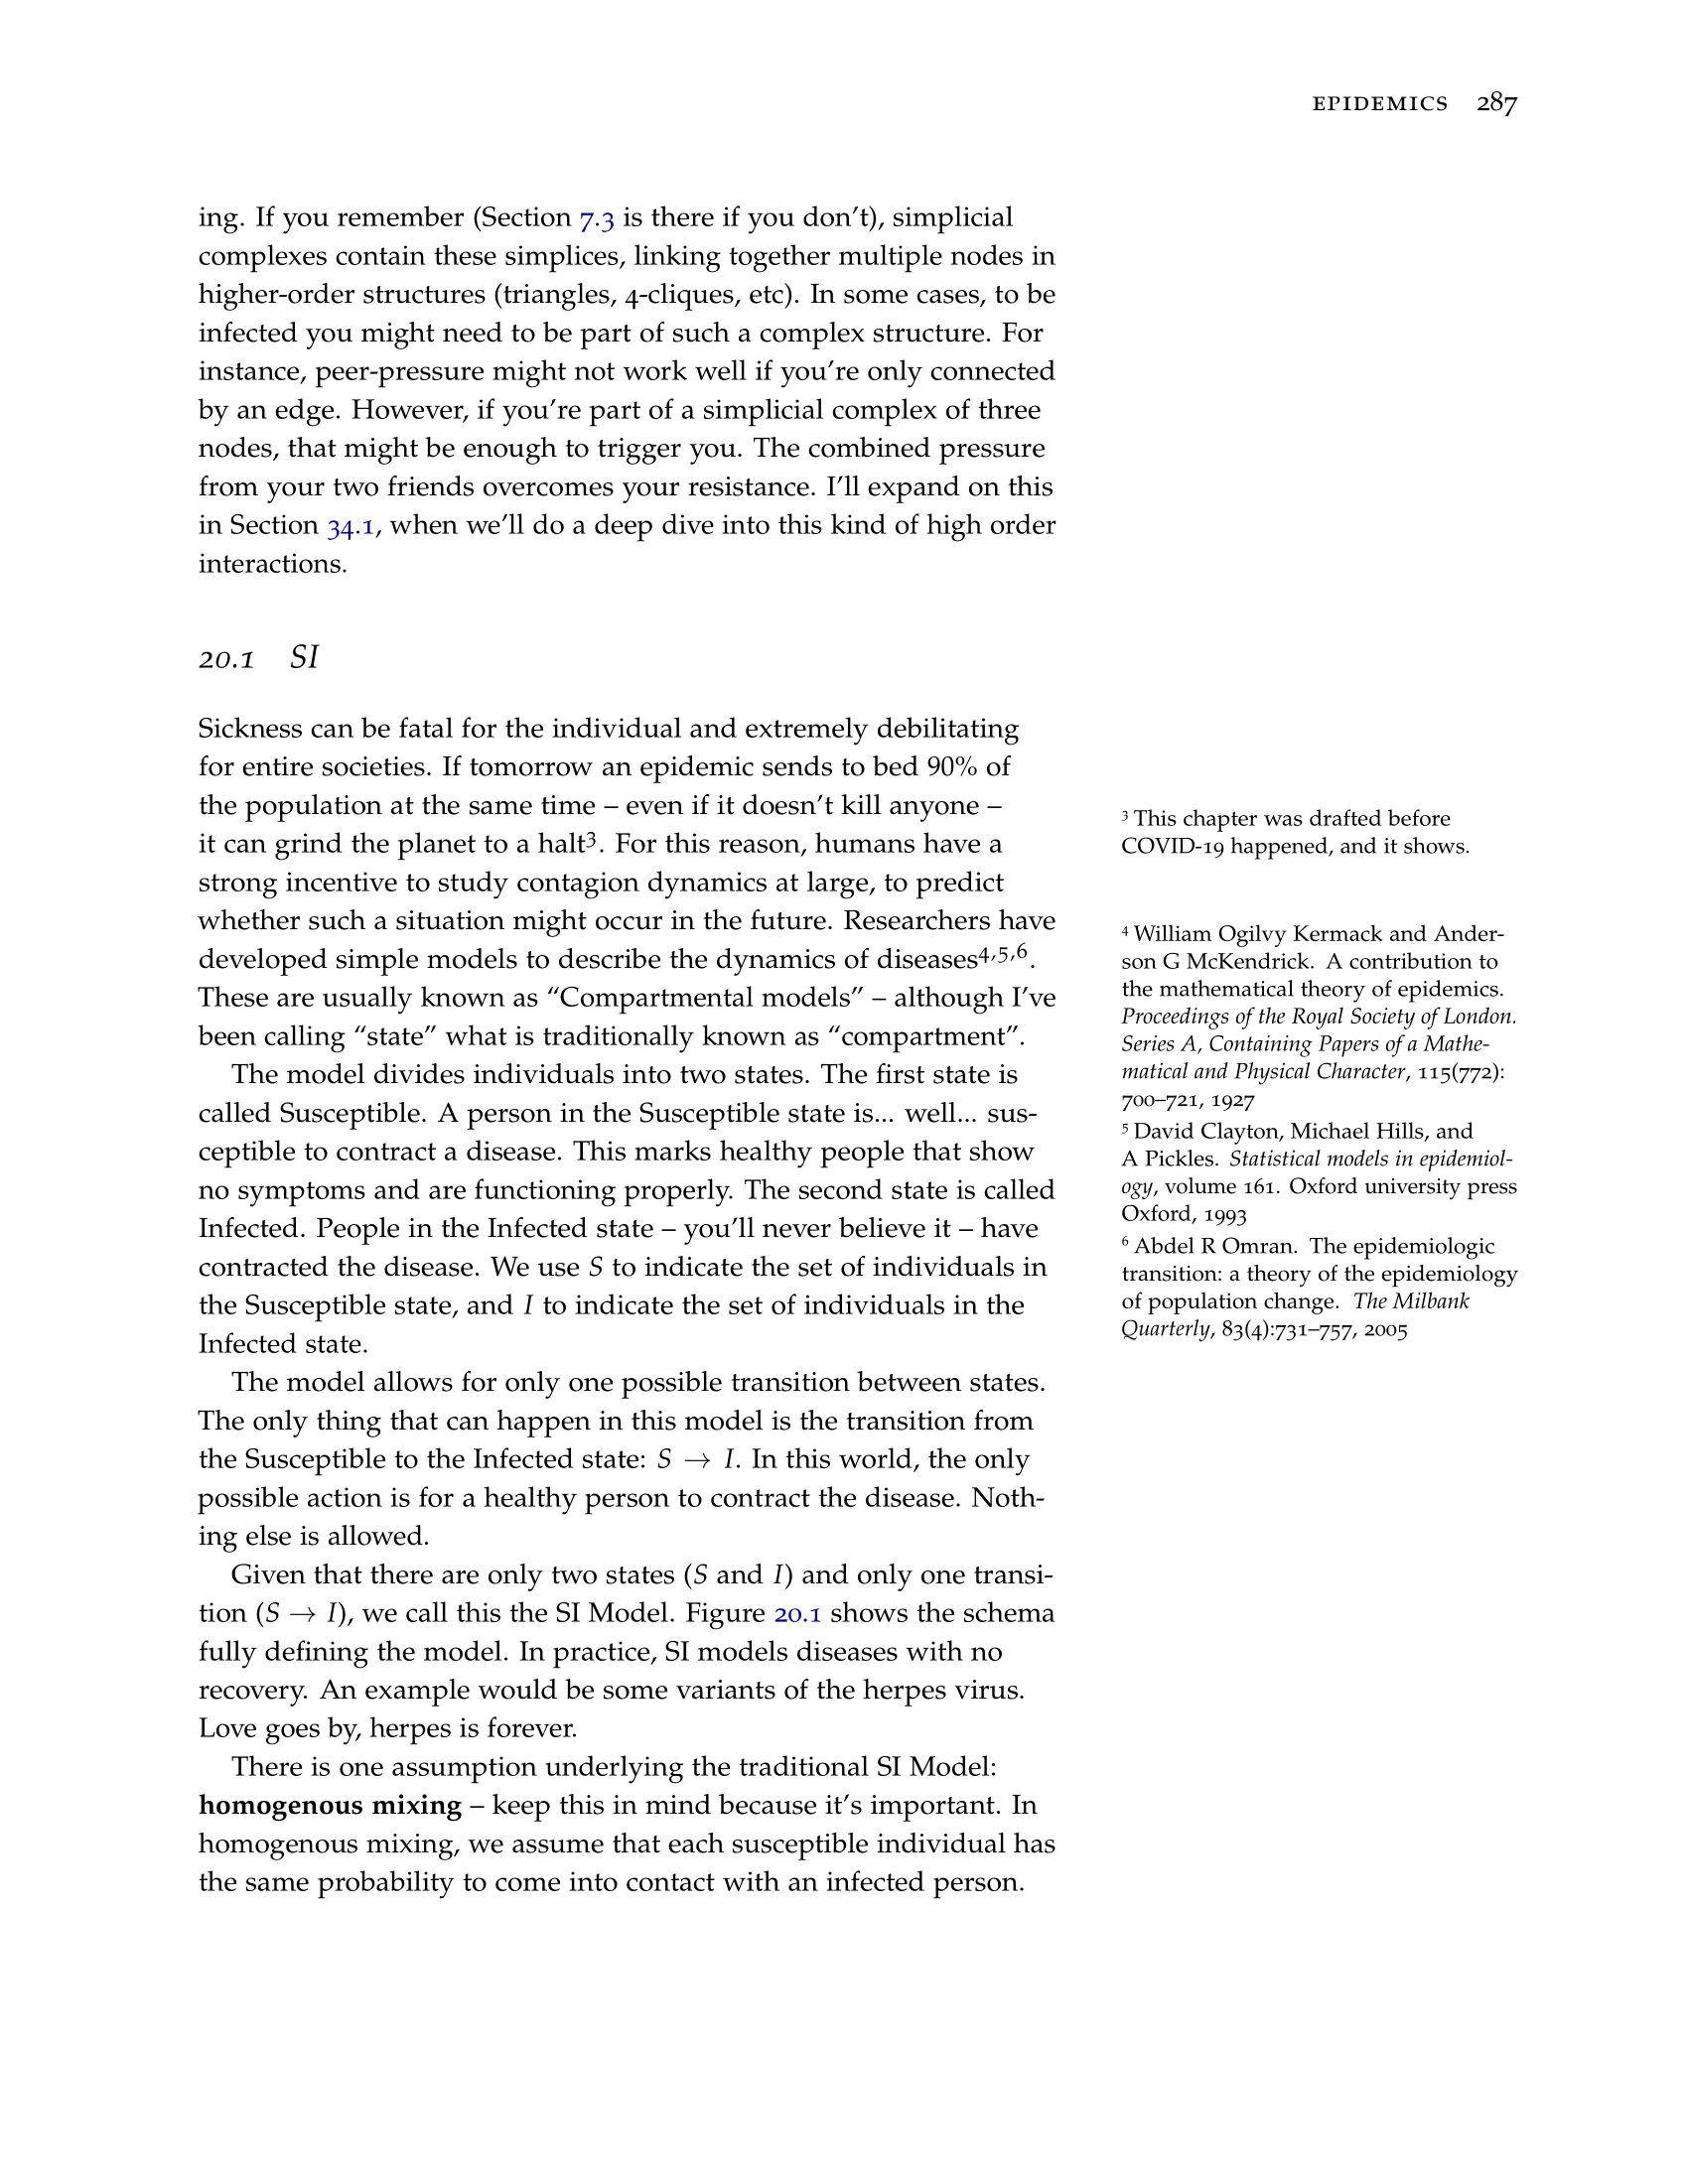 EPIDEMICS 287
ing. If you remember (Section 7.3 is there if you don’t), simplicial
complexes contain these simplices, linking together multiple nodes in
higher-order structures (triangles, 4-cliques, etc). In some cases, to be
infected you might need to be part of such a complex structure. For
instance, peer-pressure might not work well if you’re only connected
by an edge. However, if you’re part of a simplicial complex of three
nodes, that might be enough to trigger you. The combined pressure
from your two friends overcomes your resistance. I’ll expand on this
in Section 34.1, when we’ll do a deep dive into this kind of high order
interactions.
20.1 SI
Sickness can be fatal for the individual and extremely debilitating
for entire societies. If tomorrow an epidemic sends to bed 90% of
the population at the same time – even if it doesn’t kill anyone –
it can grind the planet to a halt³. For this reason, humans have a
strong incentive to study contagion dynamics at large, to predict
whether such a situation might occur in the future. Researchers have
developed simple models to describe the dynamics of diseases⁴,⁵,⁶.
These are usually known as “Compartmental models” – although I’ve
been calling “state” what is traditionally known as “compartment”.
The model divides individuals into two states. The first state is
called Susceptible. A person in the Susceptible state is... well... sus-
ceptible to contract a disease. This marks healthy people that show
no symptoms and are functioning properly. The second state is called
Infected. People in the Infected state – you’ll never believe it – have
contracted the disease. We use S to indicate the set of individuals in
the Susceptible state, and I to indicate the set of individuals in the
Infected state.
The model allows for only one possible transition between states.
The only thing that can happen in this model is the transition from
the Susceptible to the Infected state: S → I. In this world, the only
possible action is for a healthy person to contract the disease. Noth-
ing else is allowed.
Given that there are only two states (S and I) and only one transi-
tion (S → I), we call this the SI Model. Figure 20.1 shows the schema
fully defining the model. In practice, SI models diseases with no
recovery. An example would be some variants of the herpes virus.
Love goes by, herpes is forever.
There is one assumption underlying the traditional SI Model:
homogenous mixing – keep this in mind because it’s important. In
homogenous mixing, we assume that each susceptible individual has
the same probability to come into contact with an infected person.
³ This chapter was drafted before
COVID-19 happened, and it shows.
⁴ William Ogilvy Kermack and Ander-
son G McKendrick. A contribution to
the mathematical theory of epidemics.
Proceedings of the Royal Society of London.
Series A, Containing Papers of a Mathe-
matical and Physical Character, 115(772):
700–721, 1927
⁵ David Clayton, Michael Hills, and
A Pickles. Statistical models in epidemiol-
ogy, volume 161. Oxford university press
Oxford, 1993
⁶ Abdel R Omran. The epidemiologic
transition: a theory of the epidemiology
of population change. The Milbank
Quarterly, 83(4):731–757, 2005